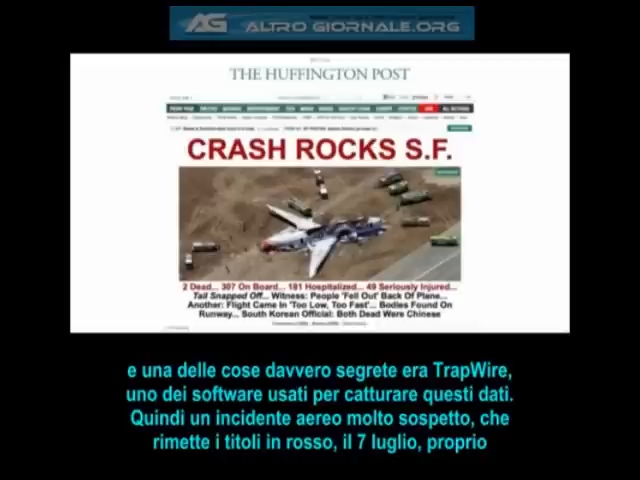 AG ALTRO GIORNALE.ORG
THE HUFFINGTON POST
CRASH ROCKS S.F.
2 Dead... 307 On Board... 181 Hospitalized... 49 Seriously Injured...
Tail Snapped Off... Witness: People 'Fell Out' Back Of Plane...
Another: Flight Came In 'Too Low, Too Fast'... Bodies Found On
Runway... South Korean Official: Both Dead Were Chinese
e una delle cose davvero segrete era TrapWire,
uno dei software usati per catturare questi dati.
Quindi un incidente aereo molto sospetto, che
rimette i titoli in rosso, il 7 luglio, proprio